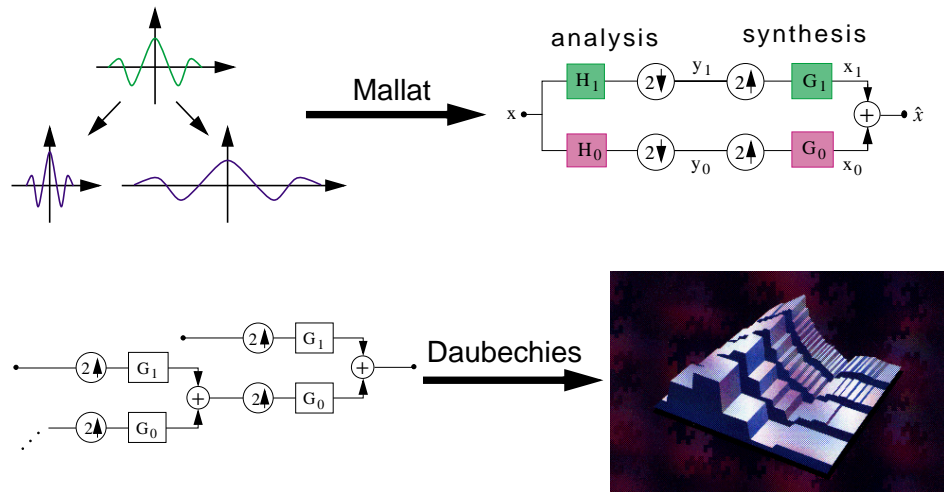 analysis synthesis
Mallat
x H₁ 2 y₁ 2 G₁ x₁ + x̂
H₀ 2 y₀ 2 G₀ x₀
2 G₁ +
2 G₁ + 2 G₀
2 G₀
Daubechies